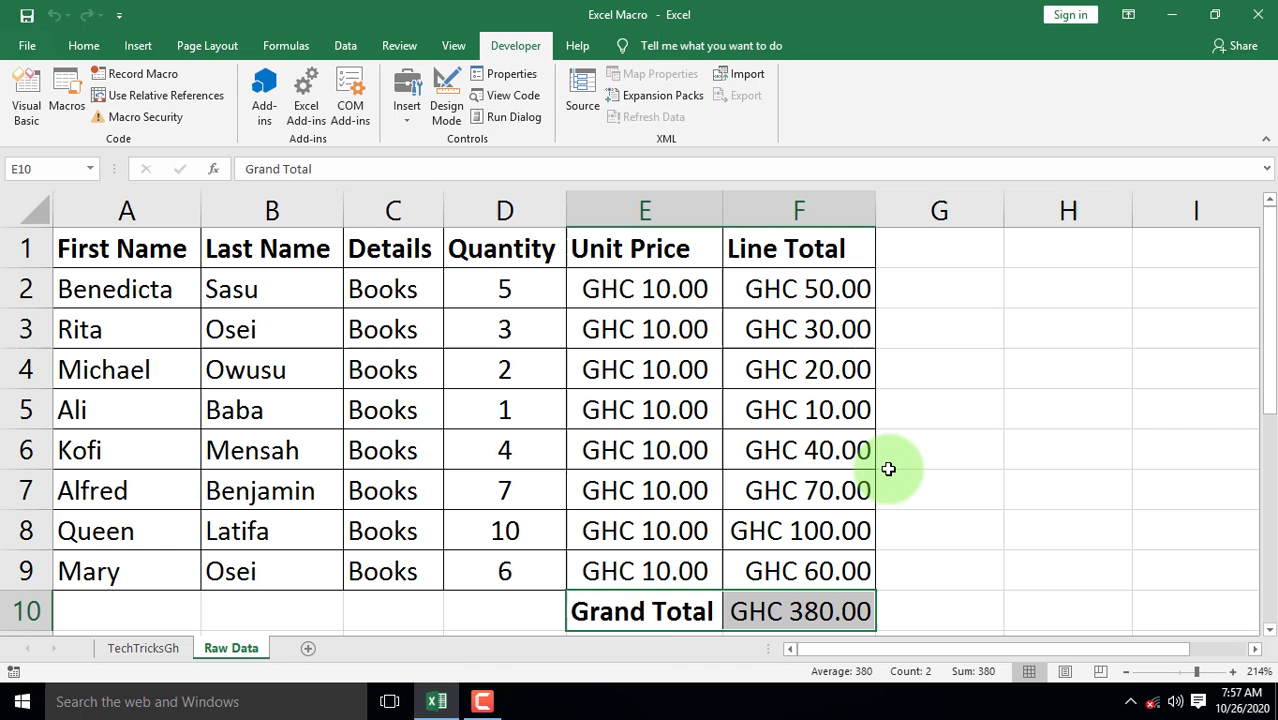 Excel Macro - Excel
Sign in
File Home Insert Page Layout Formulas Data Review View Developer Help Tell me what you want to do Share
Visual Basic
Macros
Record Macro
Use Relative References
Macro Security
Code
Add-ins
Excel Add-ins
COM Add-ins
Add-ins
Insert
Design Mode
Properties
View Code
Run Dialog
Controls
Source
Map Properties
Expansion Packs
Refresh Data
Import
Export
XML
E10 fx Grand Total
A B C D E F G H I
1 First Name Last Name Details Quantity Unit Price Line Total
2 Benedicta Sasu Books 5 GHC 10.00 GHC 50.00
3 Rita Osei Books 3 GHC 10.00 GHC 30.00
4 Michael Owusu Books 2 GHC 10.00 GHC 20.00
5 Ali Baba Books 1 GHC 10.00 GHC 10.00
6 Kofi Mensah Books 4 GHC 10.00 GHC 40.00
7 Alfred Benjamin Books 7 GHC 10.00 GHC 70.00
8 Queen Latifa Books 10 GHC 10.00 GHC 100.00
9 Mary Osei Books 6 GHC 10.00 GHC 60.00
10 Grand Total GHC 380.00
TechTricksGh Raw Data
Average: 380 Count: 2 Sum: 380 214%
Search the web and Windows
7:57 AM
10/26/2020